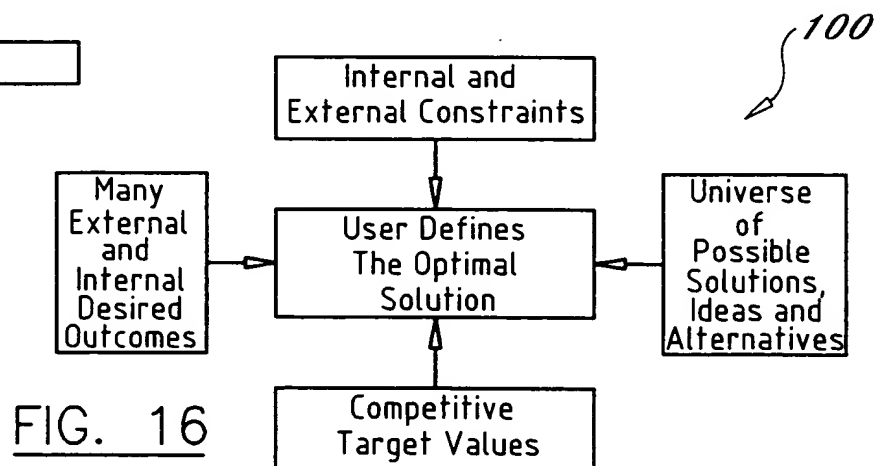 100
Internal and
External Constraints
Many
External
and
Internal
Desired
Outcomes
User Defines
The Optimal
Solution
Universe
of
Possible
Solutions,
Ideas and
Alternatives
Competitive
Target Values
FIG. 16